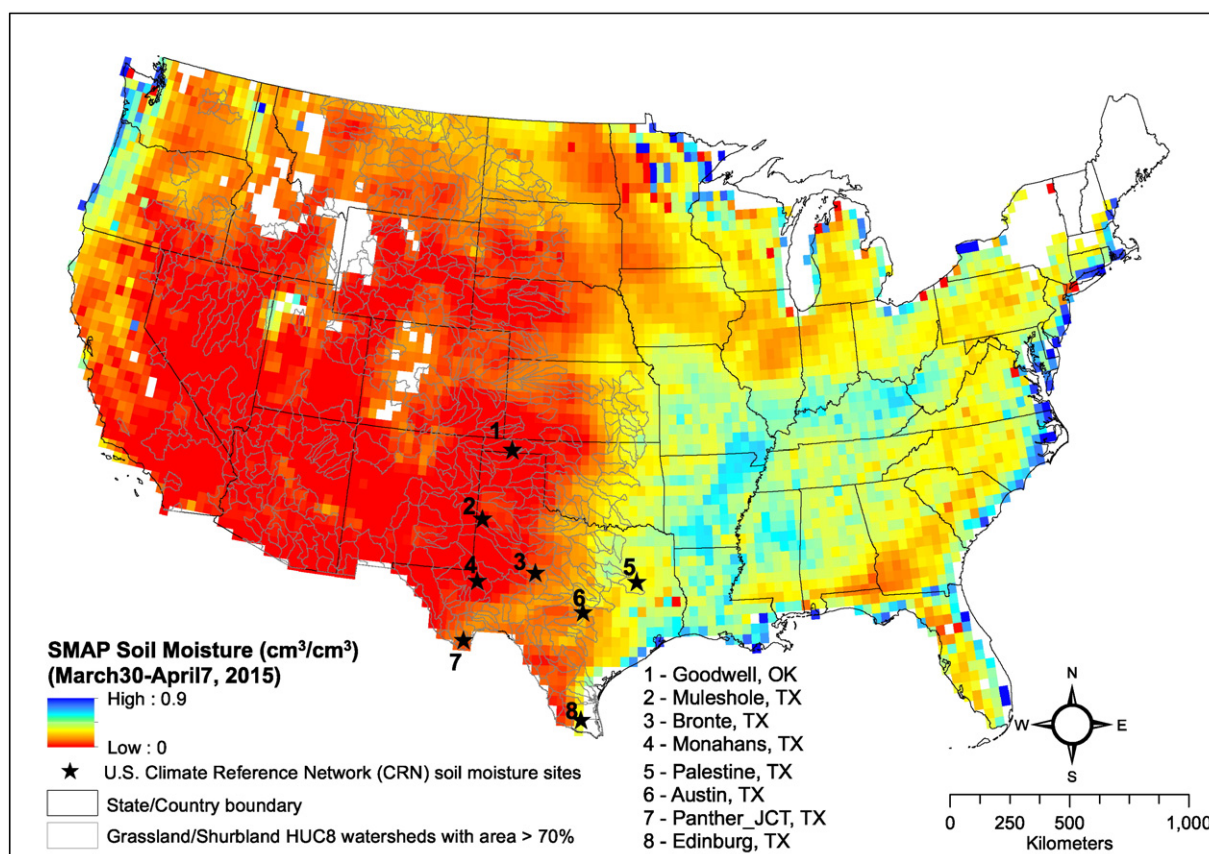 1
2
3
4
5
6
7
8
SMAP Soil Moisture (cm³/cm³)
(March30-April7, 2015)
High : 0.9
Low : 0
U.S. Climate Reference Network (CRN) soil moisture sites
State/Country boundary
Grassland/Shurbland HUC8 watersheds with area > 70%
1 - Goodwell, OK
2 - Muleshole, TX
3 - Bronte, TX
4 - Monahans, TX
5 - Palestine, TX
6 - Austin, TX
7 - Panther_JCT, TX
8 - Edinburg, TX
N
W E
S
0 250 500 1,000
Kilometers